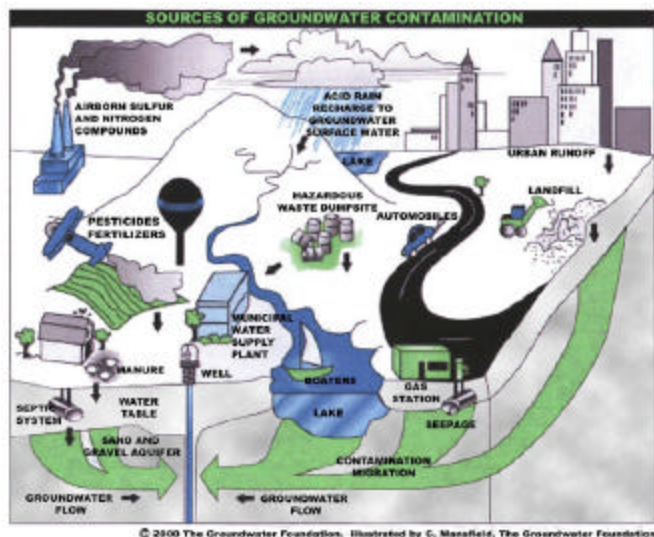 SOURCES OF GROUNDWATER CONTAMINATION
AIRBORN SULFUR
AND NITROGEN
COMPOUNDS
ACID RAIN
RECHARGE TO
GROUNDWATER
SURFACE WATER
LAKE
URBAN RUNOFF
LANDFILL
HAZARDOUS
WASTE DUMPSITE
AUTOMOBILES
PESTICIDES
FERTILIZERS
MUNICIPAL
WATER
SUPPLY
PLANT
MANURE
WELL
BOATERS
GAS
STATION
SEPTIC
SYSTEM
WATER
TABLE
LAKE
SEEPAGE
SAND AND
GRAVEL AQUIFER
CONTAMINATION
MIGRATION
GROUNDWATER
FLOW
GROUNDWATER
FLOW
© 2000 The Groundwater Foundation. Illustrated by C. Mansfield, The Groundwater Foundation